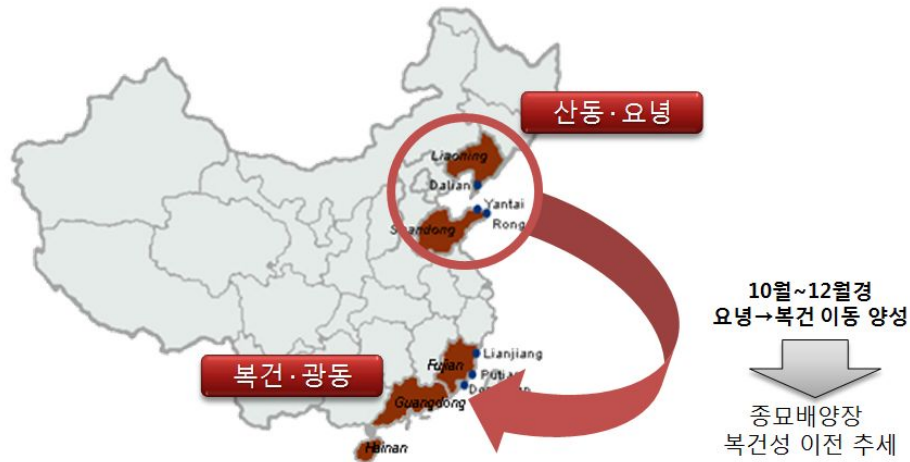 산동·요녕
Liaoning
Dalian
Yantai
Rong
Shandong
10월~12월경
요녕→복건 이동 양성
복건·광동
Fujian
Lianjiang
Guangdong
Hainan
종묘배양장
복건성 이전 추세